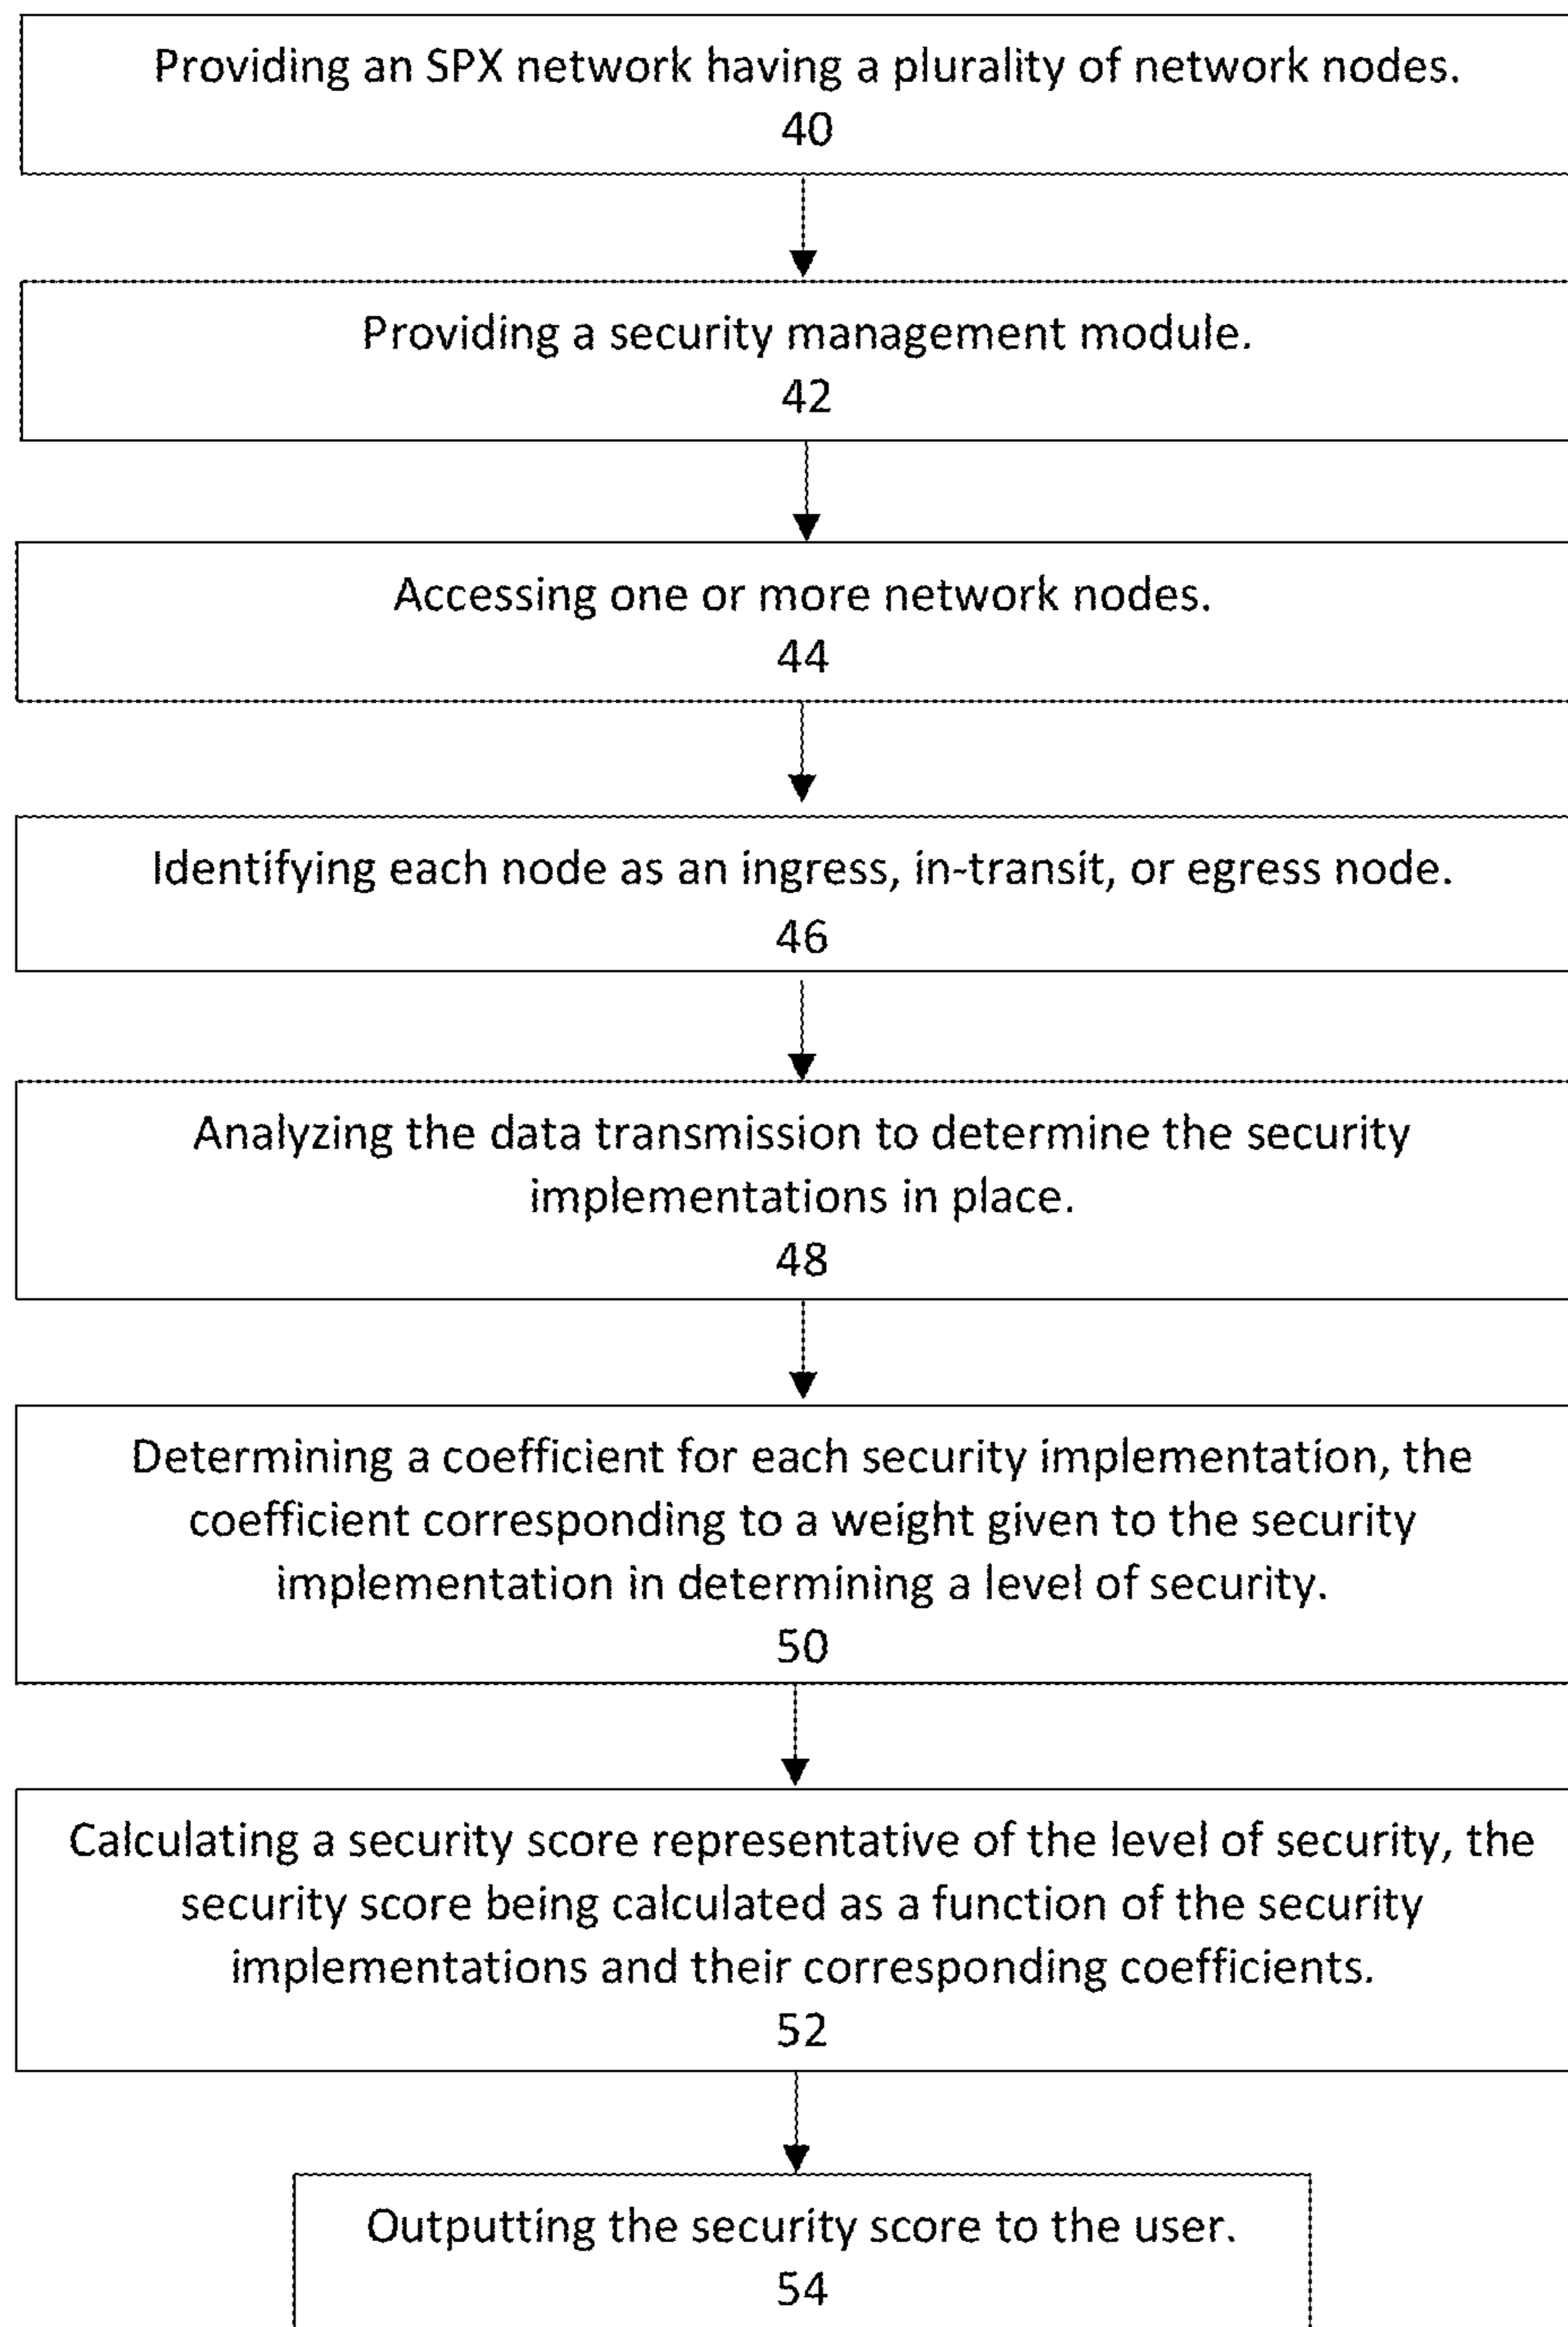 Providing an SPX network having a plurality of network nodes.
40
Providing a security management module.
42
Accessing one or more network nodes.
44
Identifying each node as an ingress, in-transit, or egress node.
46
Analyzing the data transmission to determine the security
implementations in place.
48
Determining a coefficient for each security implementation, the
coefficient corresponding to a weight given to the security
implementation in determining a level of security.
50
Calculating a security score representative of the level of security, the
security score being calculated as a function of the security
implementations and their corresponding coefficients.
52
Outputting the security score to the user.
54